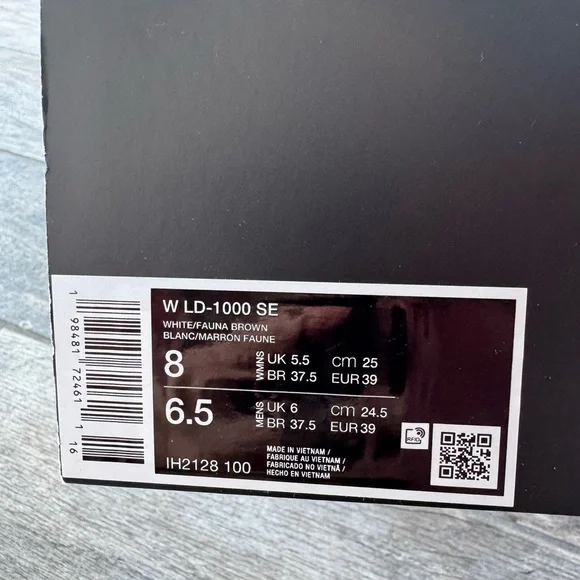 W LD-1000 SE
WHITE/FAUNA BROWN
BLANC/MARRON FAUNE
8 WMNS UK 5.5 cm 25
BR 37.5 EUR 39
6.5 MENS UK 6 cm 24.5
BR 37.5 EUR 39
RFID
IH2128 100
MADE IN VIETNAM /
FABRIQUE AU VIETNAM /
FABRICADO NO VIETNÃ /
HECHO EN VIETNAM
1 98481 72461 1 16